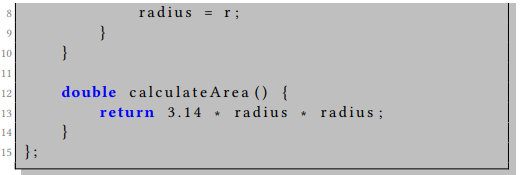 8 radius = r;
9 }
10 }
11
12 double calculateArea() {
13 return 3.14 * radius * radius;
14 }
15 };